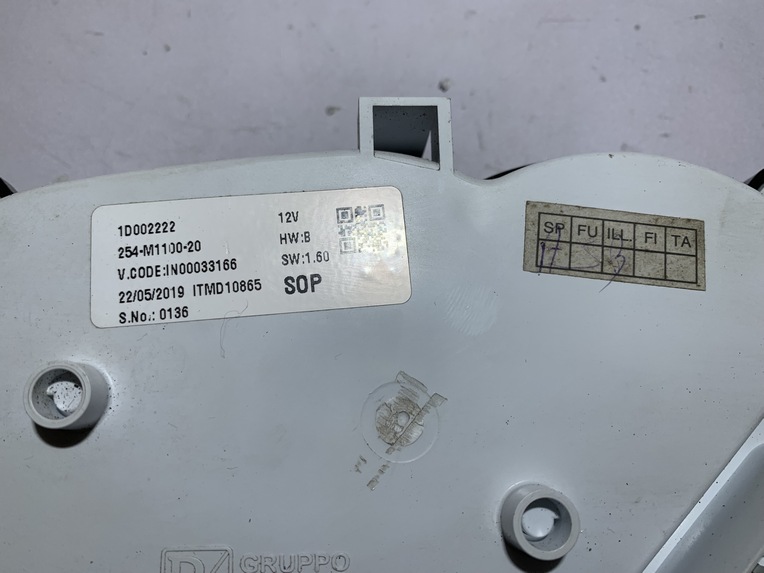 1D002222
254-M1100-20
V.CODE:IN00033166
22/05/2019 ITMD10865
S.No.: 0136
12V
HW:B
SW:1.60
SOP
SP FU ILL. FI TA
GRUPPO